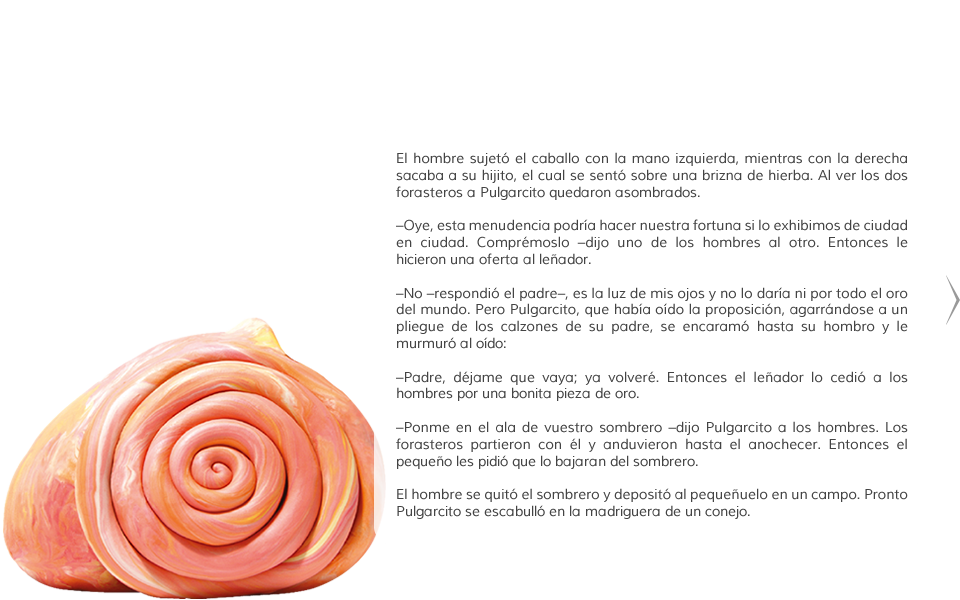 El hombre sujetó el caballo con la mano izquierda, mientras con la derecha
sacaba a su hijito, el cual se sentó sobre una brizna de hierba. Al ver los dos
forasteros a Pulgarcito quedaron asombrados.
–Oye, esta menudencia podría hacer nuestra fortuna si lo exhibimos de ciudad
en ciudad. Comprémoslo –dijo uno de los hombres al otro. Entonces le
hicieron una oferta al leñador.
–No –respondió el padre–, es la luz de mis ojos y no lo daría ni por todo el oro
del mundo. Pero Pulgarcito, que había oído la proposición, agarrándose a un
pliegue de los calzones de su padre, se encaramó hasta su hombro y le
murmuró al oído:
–Padre, déjame que vaya; ya volveré. Entonces el leñador lo cedió a los
hombres por una bonita pieza de oro.
–Ponme en el ala de vuestro sombrero –dijo Pulgarcito a los hombres. Los
forasteros partieron con él y anduvieron hasta el anochecer. Entonces el
pequeño les pidió que lo bajaran del sombrero.
El hombre se quitó el sombrero y depositó al pequeñuelo en un campo. Pronto
Pulgarcito se escabulló en la madriguera de un conejo.